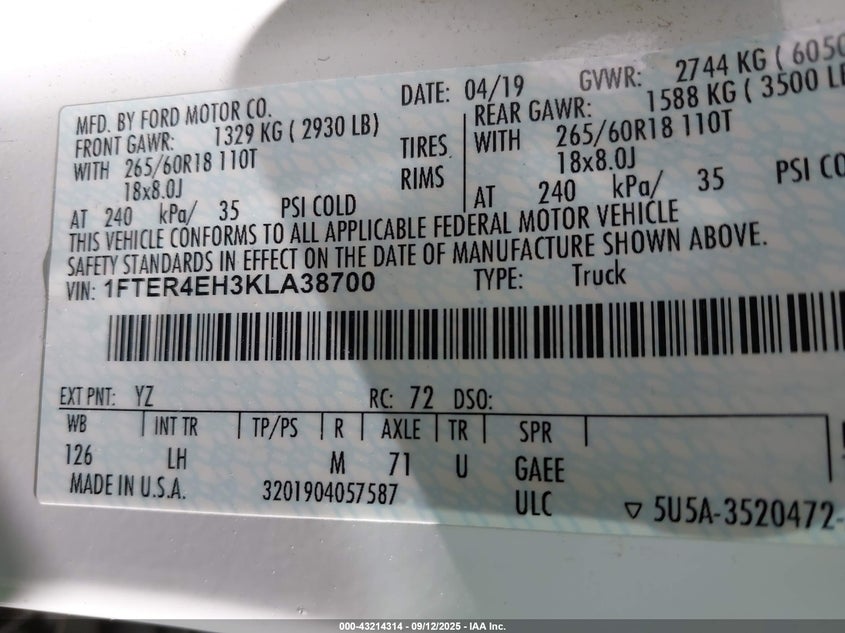 DATE: 04/19 GVWR: 2744 KG ( 6050
MFD. BY FORD MOTOR CO.
FRONT GAWR: 1329 KG ( 2930 LB) REAR GAWR: 1588 KG ( 3500 LB
WITH 265/60R18 110T TIRES WITH 265/60R18 110T
18x8.0J RIMS 18x8.0J
AT 240 kPa/ 35 PSI COLD AT 240 kPa/ 35 PSI CO
THIS VEHICLE CONFORMS TO ALL APPLICABLE FEDERAL MOTOR VEHICLE
SAFETY STANDARDS IN EFFECT ON THE DATE OF MANUFACTURE SHOWN ABOVE.
VIN: 1FTER4EH3KLA38700 TYPE: Truck
EXT PNT: YZ RC: 72 DSO:
WB INT TR TP/PS R AXLE TR SPR
126 LH M 71 U GAEE
MADE IN U.S.A. 3201904057587 ULC ▽ 5U5A-3520472-
000-43214314 - 09/12/2025 - IAA Inc.